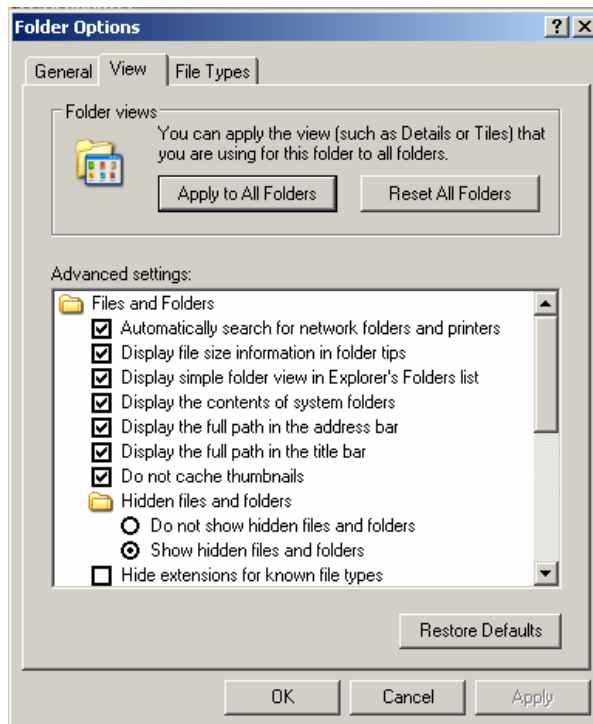 Folder Options
General View File Types
Folder views
You can apply the view (such as Details or Tiles) that
you are using for this folder to all folders.
Apply to All Folders Reset All Folders
Advanced settings:
Files and Folders
Automatically search for network folders and printers
Display file size information in folder tips
Display simple folder view in Explorer's Folders list
Display the contents of system folders
Display the full path in the address bar
Display the full path in the title bar
Do not cache thumbnails
Hidden files and folders
Do not show hidden files and folders
Show hidden files and folders
Hide extensions for known file types
Restore Defaults
OK Cancel Apply